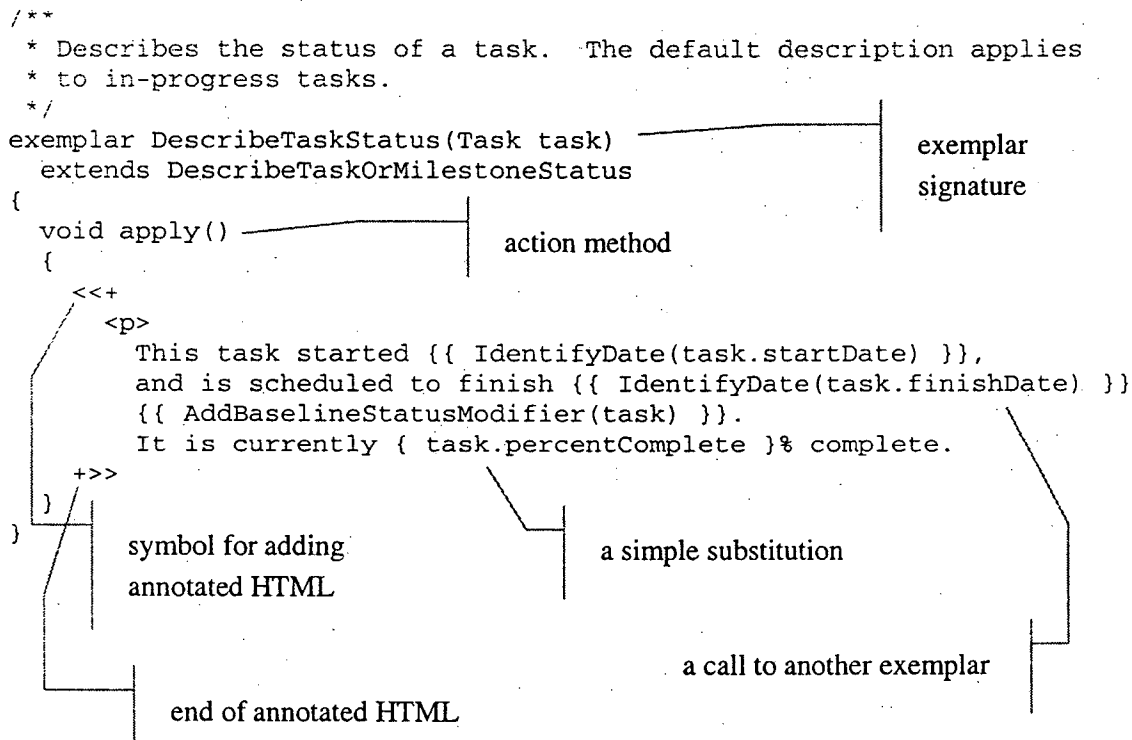 /**
* Describes the status of a task. The default description applies
* to in-progress tasks.
*/
exemplar DescribeTaskStatus(Task task)
extends DescribeTaskOrMilestoneStatus
{
void apply()
{
<<+
<p>
This task started {{ IdentifyDate(task.startDate) }},
and is scheduled to finish {{ IdentifyDate(task.finishDate) }}
{{ AddBaselineStatusModifier(task) }}.
It is currently { task.percentComplete }% complete.
+>>
}
}
exemplar
signature
action method
symbol for adding
annotated HTML
a simple substitution
a call to another exemplar
end of annotated HTML